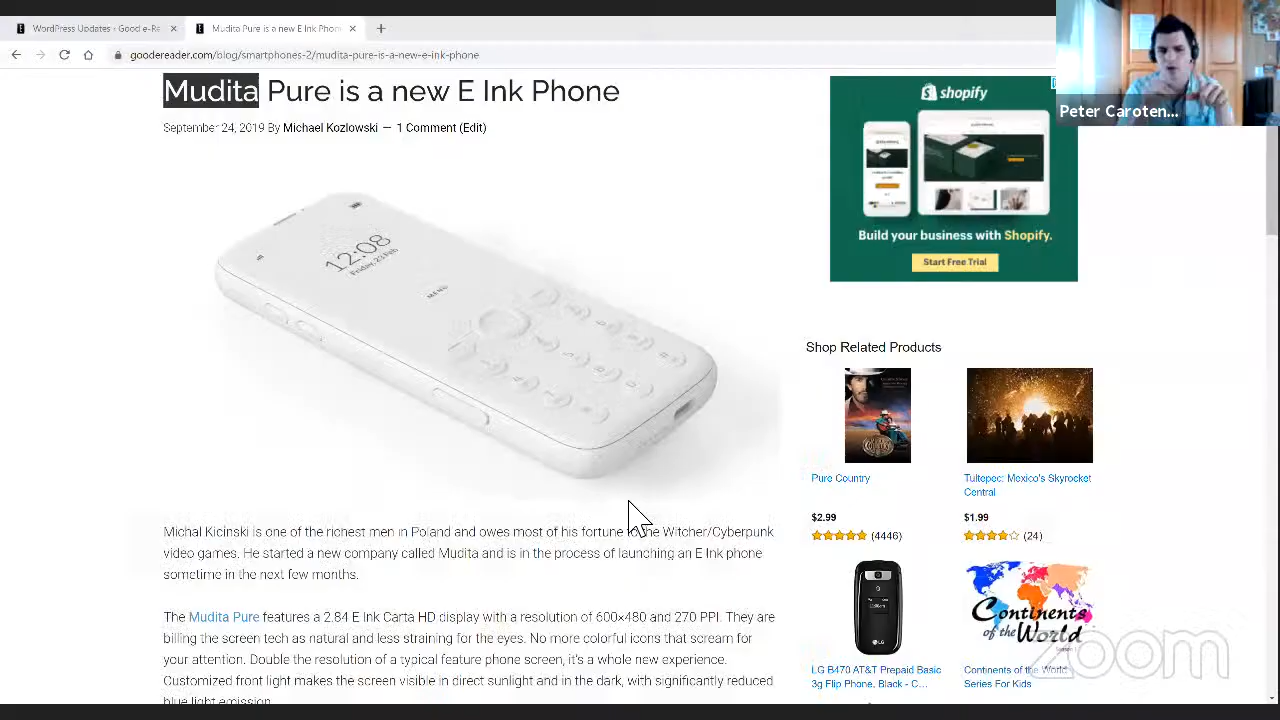 WordPress Updates ‹ Good e-Re
Mudita Pure is a new E Ink Phon
goodereader.com/blog/smartphones-2/mudita-pure-is-a-new-e-ink-phone
Peter Caroten...
Mudita Pure is a new E Ink Phone
September 24, 2019 By Michael Kozlowski — 1 Comment (Edit)
shopify
Build your business with Shopify.
Start Free Trial
12:08
Friday, 22 Feb
MENU
Shop Related Products
Pure Country
$2.99
(4446)
Tultepec: Mexico's Skyrocket
Central
$1.99
(24)
Michal Kicinski is one of the richest men in Poland and owes most of his fortune to the Witcher/Cyberpunk
video games. He started a new company called Mudita and is in the process of launching an E Ink phone
sometime in the next few months.
The Mudita Pure features a 2.84 E Ink Carta HD display with a resolution of 600×480 and 270 PPI. They are
billing the screen tech as dull and less straining for the eyes. No more colorful icons that scream for
your attention. Double the resolution of a typical feature phone screen, it's a whole new experience.
Customized front light makes the screen visible in direct sunlight and in the dark, with significantly reduced
blue light emission.
LG
LG B470 AT&T Prepaid Basic
3g Flip Phone, Black - C...
Continents
of the World
Continents of the World -
Series For Kids
zoom